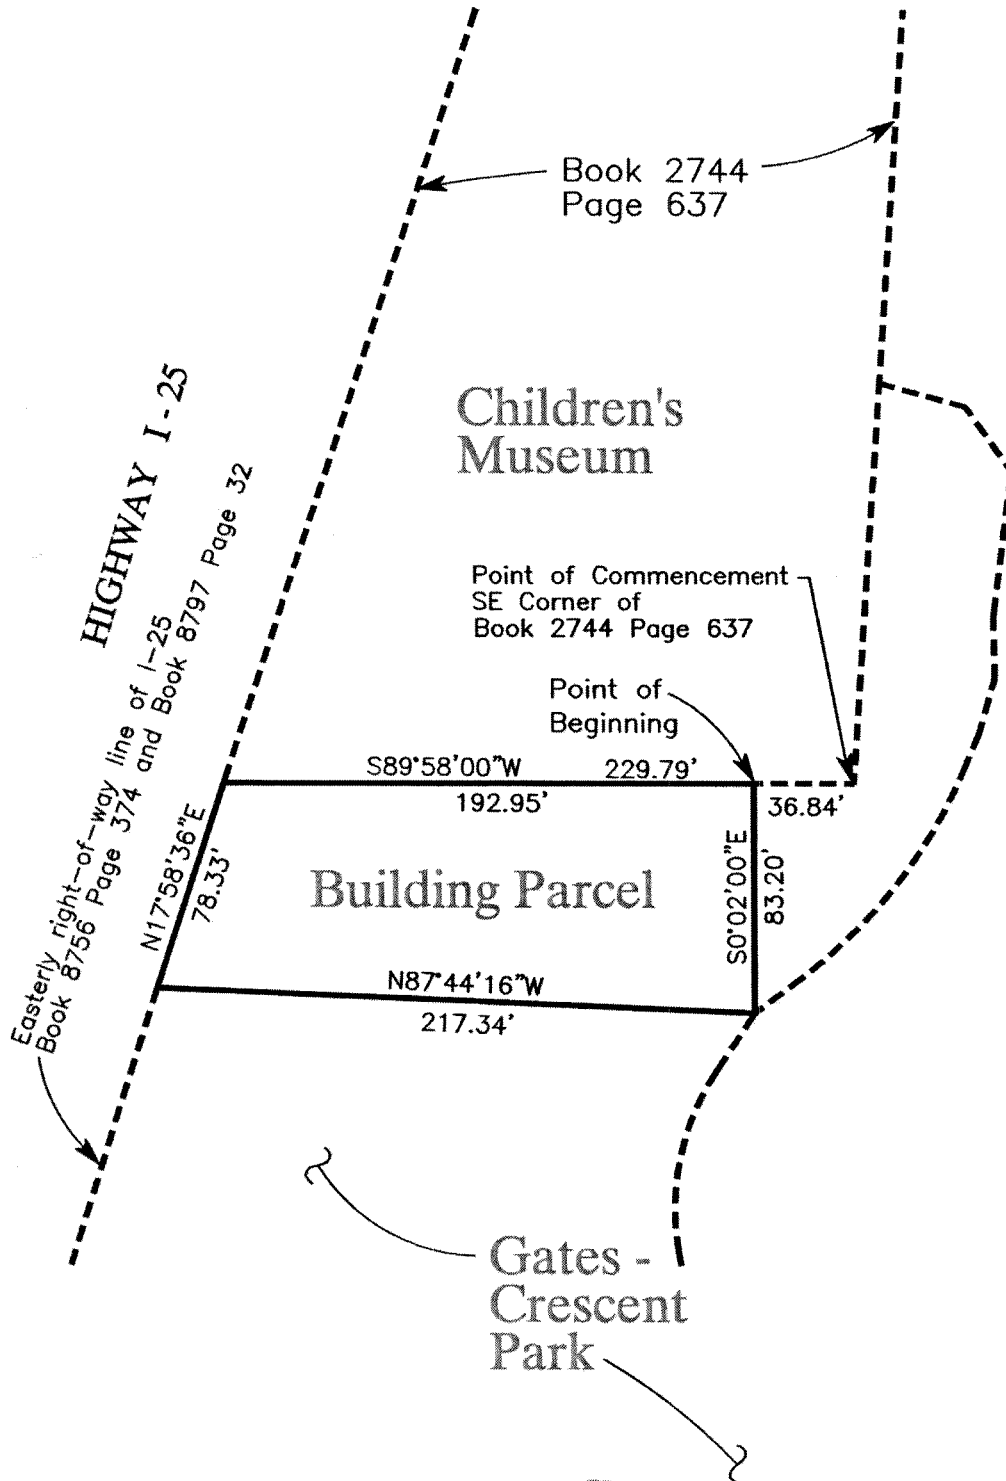 Book 2744
Page 637
Children's
Museum
HIGHWAY I-25
Easterly right-of-way line of I-25
Book 8756 Page 374 and Book 8797 Page 32
Point of Commencement
SE Corner of
Book 2744 Page 637
Point of
Beginning
S89°58'00"W 229.79'
192.95'
36.84'
N17°58'36"E
78.33'
Building Parcel
S0°02'00"E
83.20'
N87°44'16"W
217.34'
Gates -
Crescent
Park